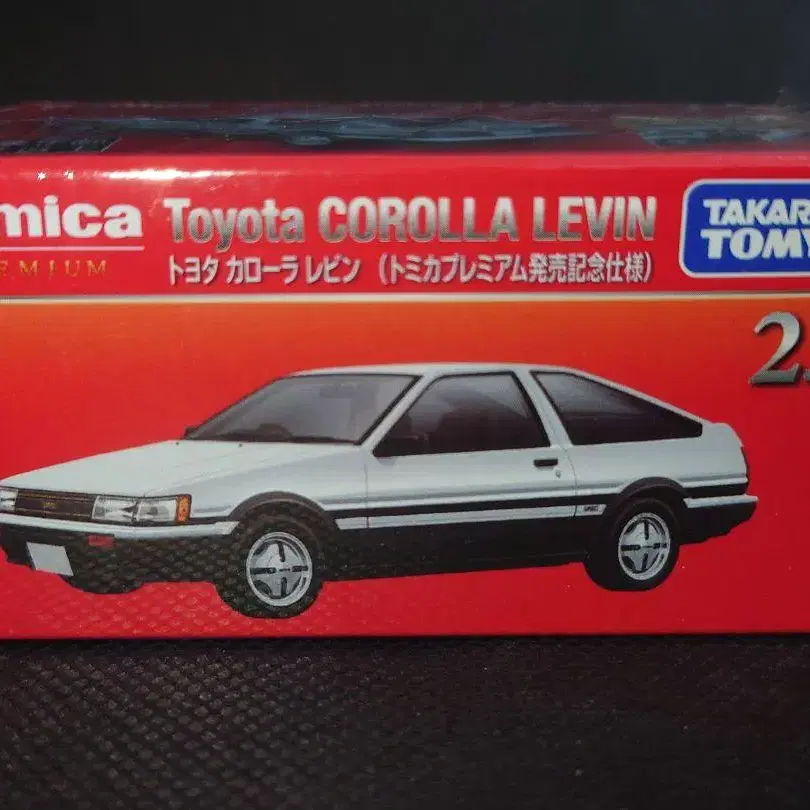 mica
EMIUM
Toyota COROLLA LEVIN
トヨタ カローラ レビン （トミカプレミアム発売記念仕様）
TAKAR
TOMY
2